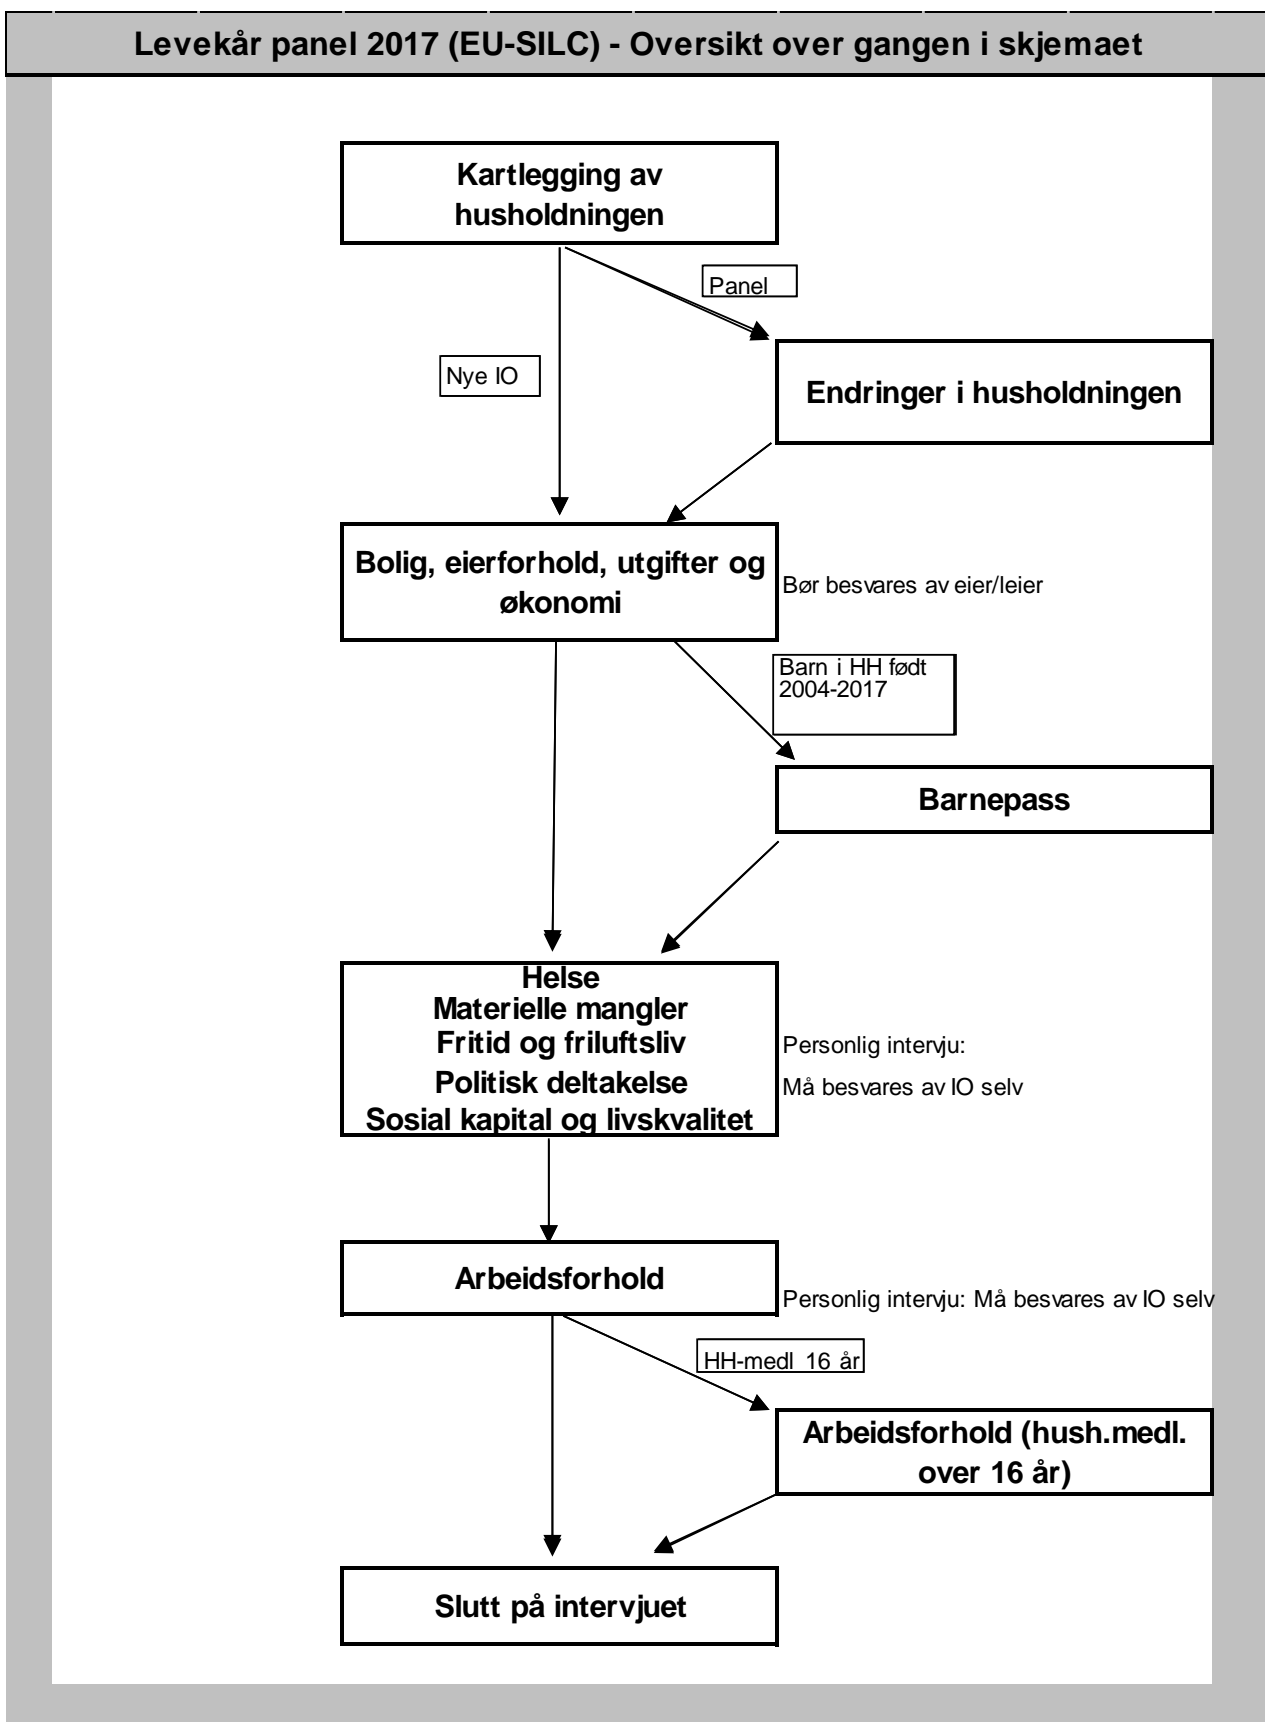 Levekår panel 2017 (EU-SILC) - Oversikt over gangen i skjemaet
Kartlegging av
husholdningen
Panel
Nye IO
Endringer i husholdningen
Bolig, eierforhold, utgifter og
økonomi
Bør besvares av eier/leier
Barn i HH født
2004-2017
Barnepass
Helse
Materielle mangler
Fritid og friluftsliv
Politisk deltakelse
Sosial kapital og livskvalitet
Personlig intervju:
Må besvares av IO selv
Arbeidsforhold
Personlig intervju: Må besvares av IO selv
HH-medl 16 år
Arbeidsforhold (hush.medl.
over 16 år)
Slutt på intervjuet